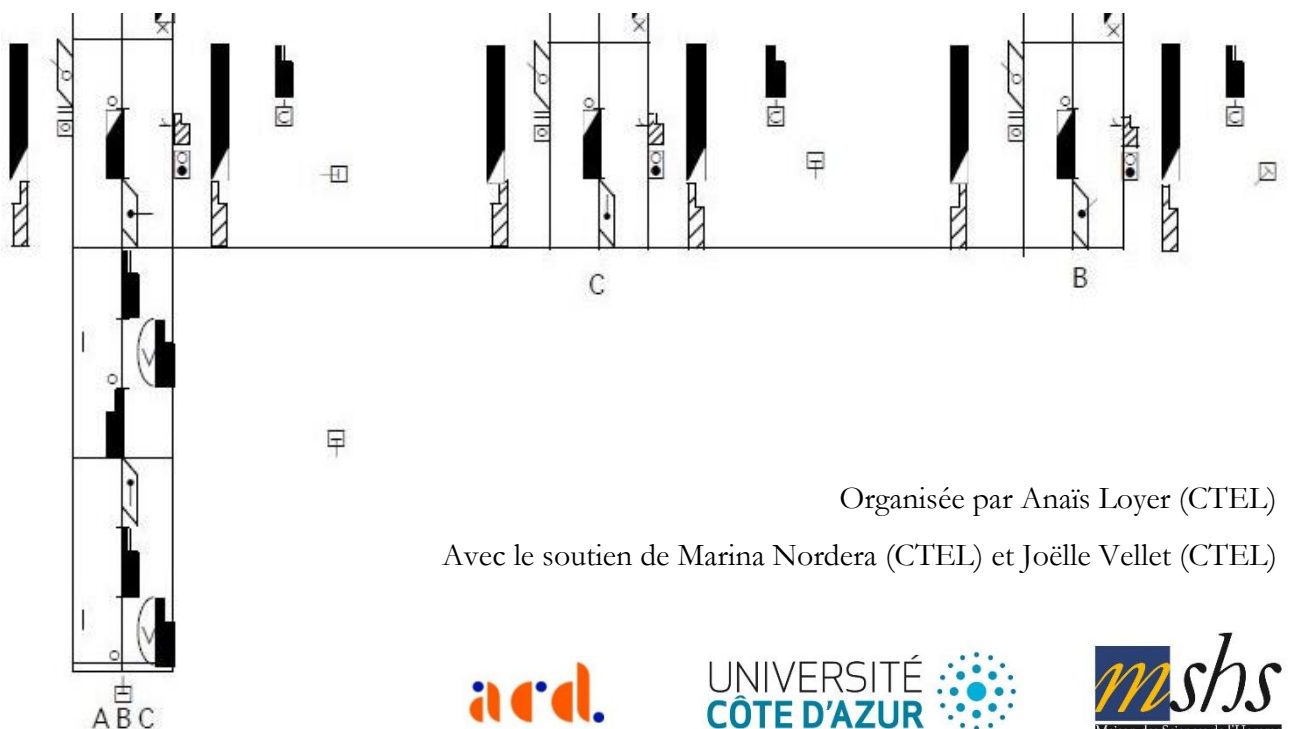 C
B
Organisée par Anaïs Loyer (CTEL)
Avec le soutien de Marina Nordera (CTEL) et Joëlle Vellet (CTEL)
A B C
acd.
UNIVERSITÉ
CÔTE D'AZUR
mshs